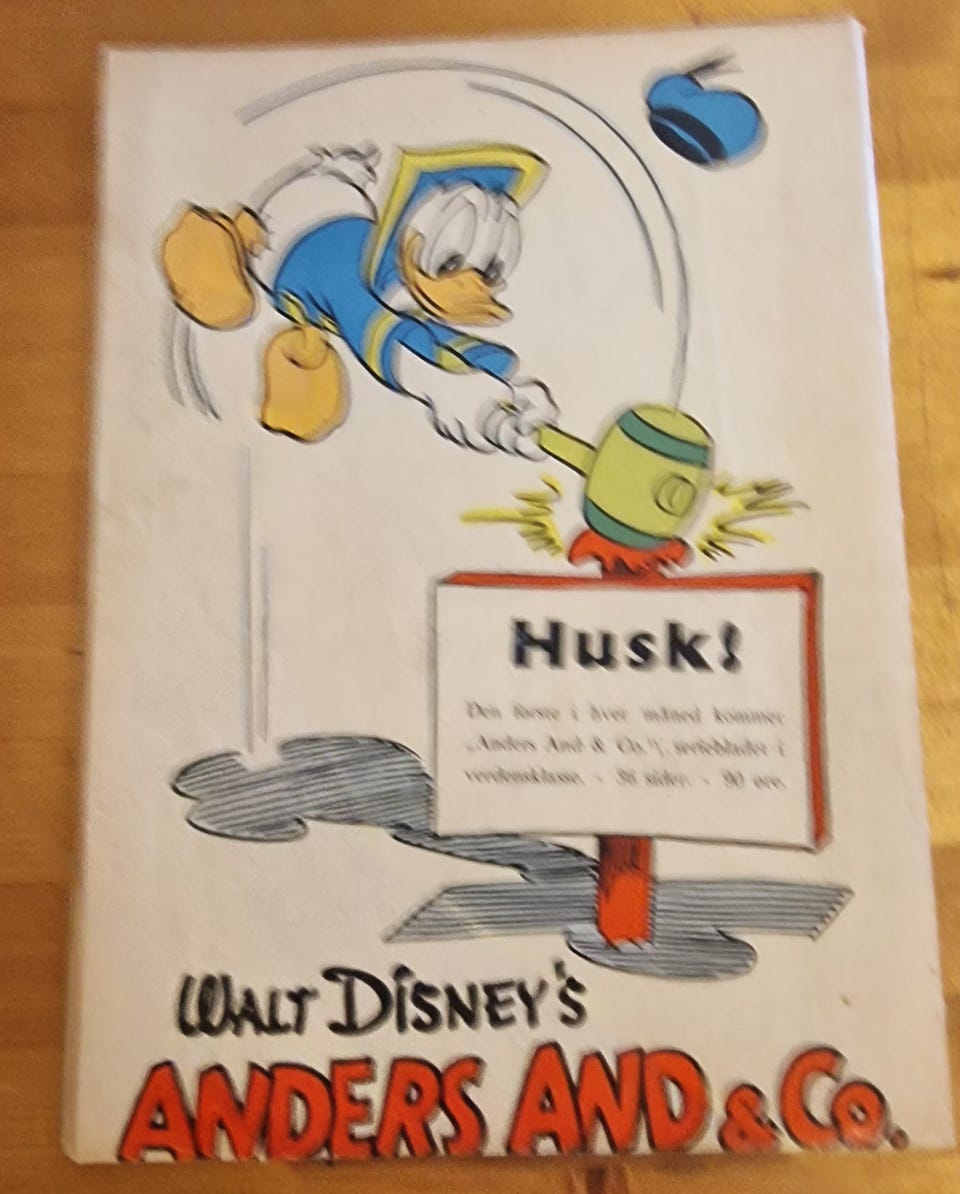 Husk!
Den første i hver måned kommer
„Anders And & Co.", seriebladet i
verdensklasse. - 36 sider. - 90 øre.
WALT DISNEY'S
ANDERS AND & Co.